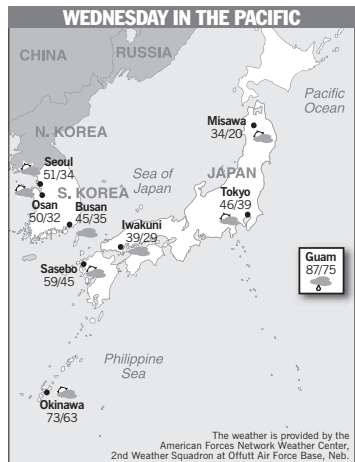 WEDNESDAY IN THE PACIFIC
CHINA
RUSSIA
Pacific
Ocean
Misawa
34/20
N. KOREA
Seoul
51/34
Sea of
Japan
JAPAN
S. KOREA
Tokyo
46/39
Osan
50/32
Busan
45/35
Iwakuni
39/29
Guam
87/75
Sasebo
59/45
Philippine
Sea
Okinawa
73/63
The weather is provided by the
American Forces Network Weather Center,
2nd Weather Squadron at Offutt Air Force Base, Neb.